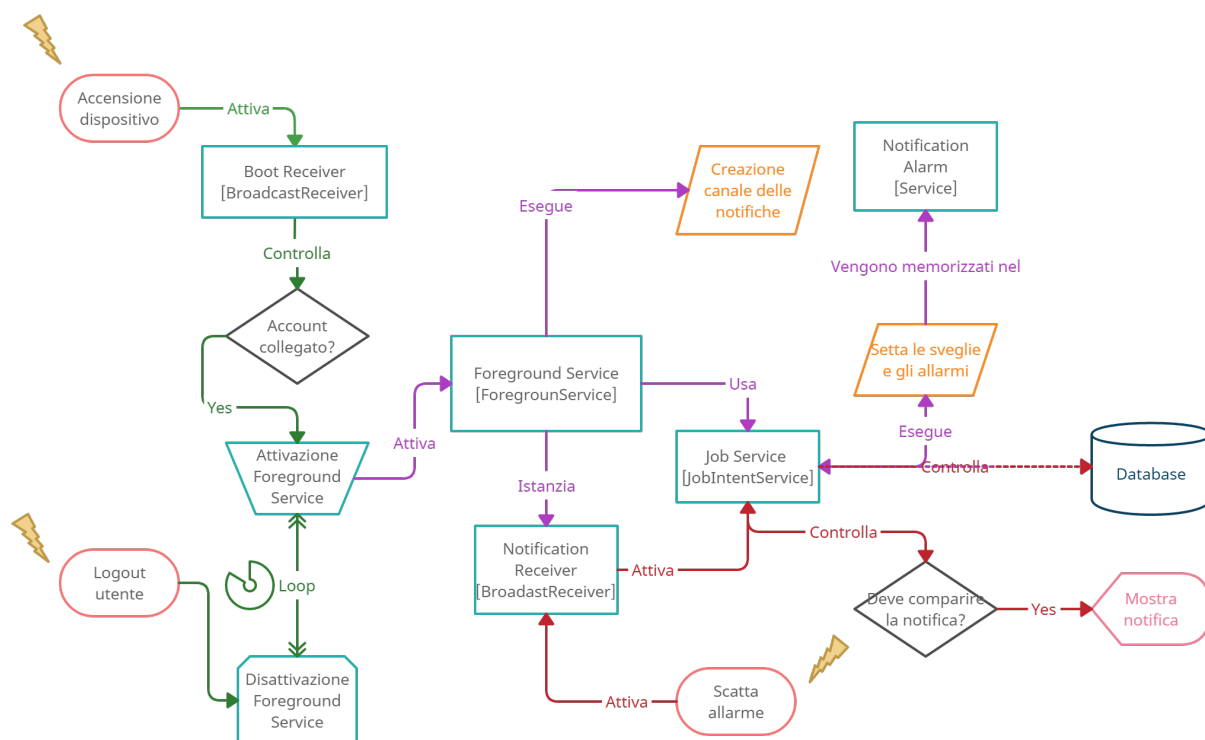 Accensione
dispositivo
Attiva
Boot Receiver
[BroadcastReceiver]
Controlla
Account
collegato?
Yes
Attivazione
Foreground
Service
Attiva
Loop
Logout
utente
Disattivazione
Foreground
Service
Esegue
Creazione
canale delle
notifiche
Foreground Service
[ForegrounService]
Usa
Istanzia
Notification
Receiver
[BroadastReceiver]
Attiva
Attiva
Scatta
allarme
Notification
Alarm
[Service]
Vengono memorizzati nel
Setta le sveglie
e gli allarmi
Esegue
Job Service
[JobIntentService]
Controlla
Database
Controlla
Deve comparire
la notifica?
Yes
Mostra
notifica